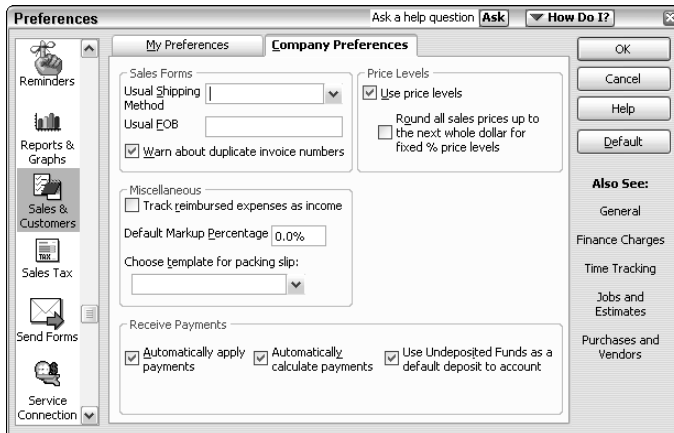 Preferences
Ask a help question Ask
How Do I?
Reminders
Reports &
Graphs
Sales &
Customers
TAX
Sales Tax
Send Forms
Service
Connection
My Preferences
Company Preferences
Sales Forms
Usual Shipping
Method
Usual FOB
Warn about duplicate invoice numbers
Price Levels
Use price levels
Round all sales prices up to
the next whole dollar for
fixed % price levels
Miscellaneous
Track reimbursed expenses as income
Default Markup Percentage 0.0%
Choose template for packing slip:
Receive Payments
Automatically apply
payments
Automatically
calculate payments
Use Undeposited Funds as a
default deposit to account
OK
Cancel
Help
Default
Also See:
General
Finance Charges
Time Tracking
Jobs and
Estimates
Purchases and
Vendors